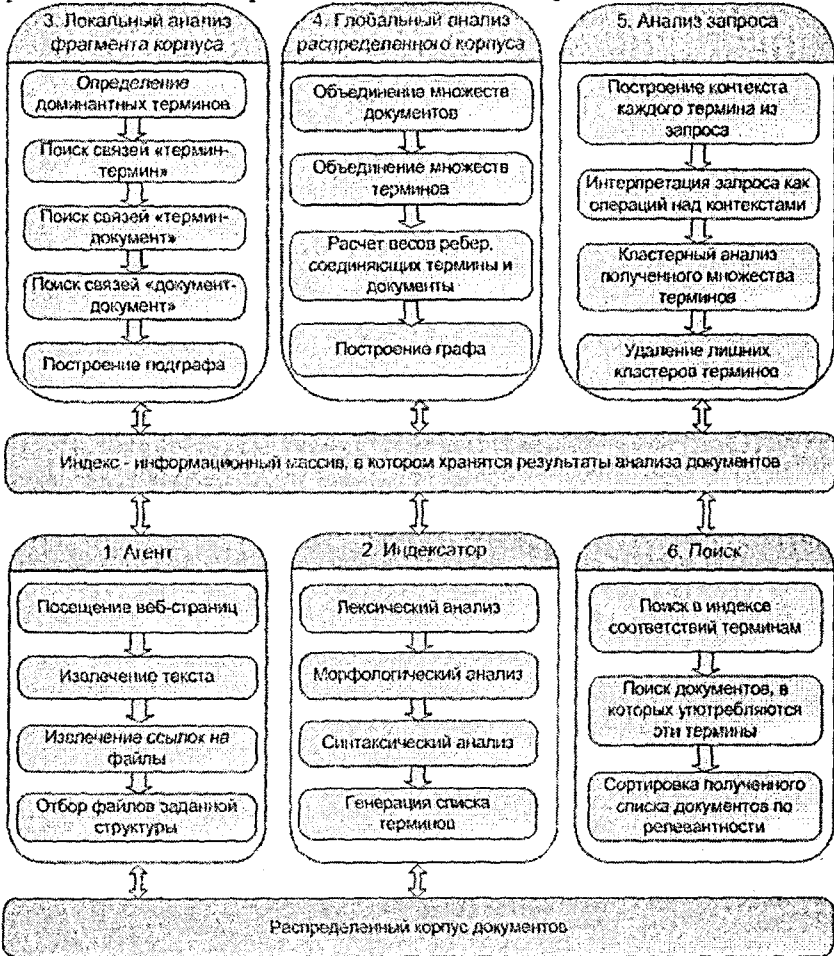 3. Локальный анализ
фрагмента корпуса
Определение
доминантных терминов
Поиск связей «термин-
термин»
Поиск связей «термин-
документ»
Поиск связей «документ-
документ»
Построение подграфа
4. Глобальный анализ
распределенного корпуса
Объединение множеств
документов
Объединение множеств
терминов
Расчет весов ребер,
соединяющих термины и
документы
Построение графа
5. Анализ запроса
Построение контекста
каждого термина из
запроса
Интерпретация запроса как
операций над контекстами
Кластерный анализ
полученного множества
терминов
Удаление лишних
кластеров терминов
Индекс - информационный массив, в котором хранятся результаты анализа документов
1. Агент
Посещение веб-страниц
Извлечение текста
Извлечение ссылок на
файлы
Отбор файлов заданной
структуры
2. Индексатор
Лексический анализ
Морфологический анализ
Синтаксический анализ
Генерация списка
терминов
6. Поиск
Поиск в индексе
соответствий терминам
Поиск документов, в
которых употребляются
эти термины
Сортировка полученного
списка документов по
релевантности
Распределенный корпус документов